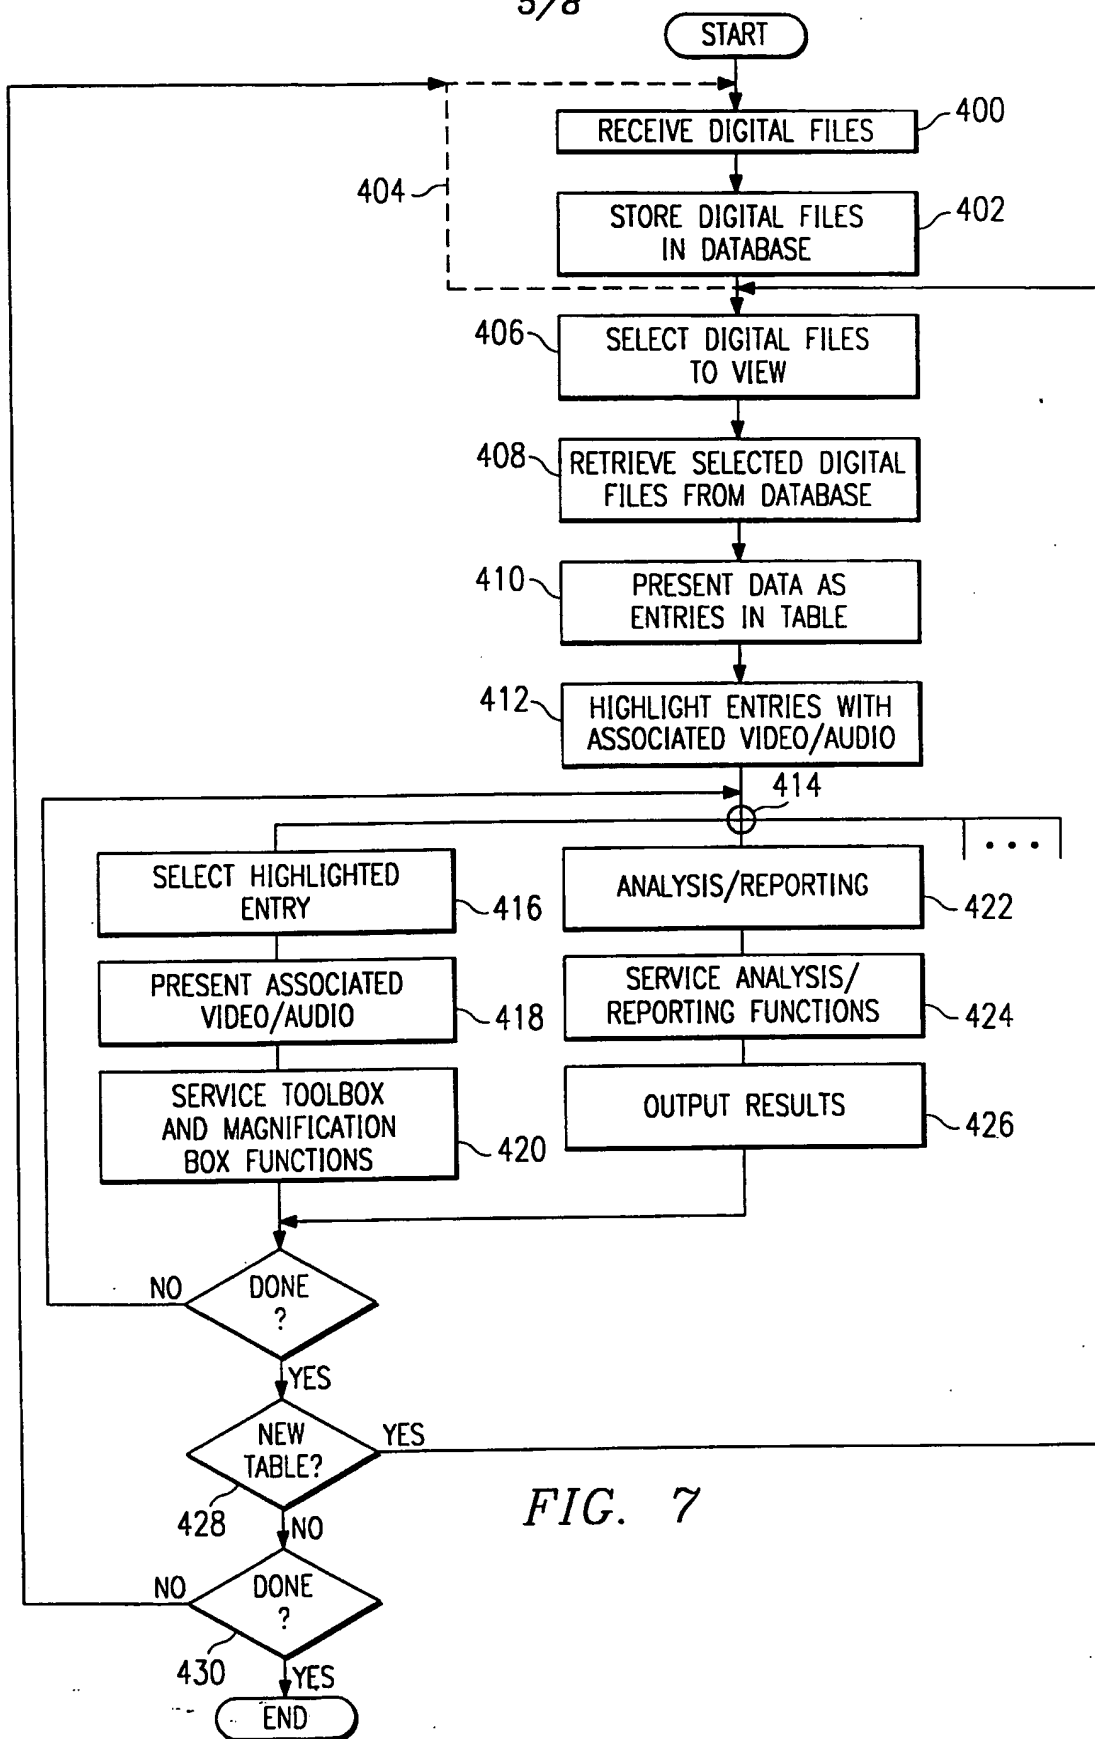 5/8
START
RECEIVE DIGITAL FILES
400
STORE DIGITAL FILES
IN DATABASE
402
404
406
SELECT DIGITAL FILES
TO VIEW
408
RETRIEVE SELECTED DIGITAL
FILES FROM DATABASE
410
PRESENT DATA AS
ENTRIES IN TABLE
412
HIGHLIGHT ENTRIES WITH
ASSOCIATED VIDEO/AUDIO
414
...
SELECT HIGHLIGHTED
ENTRY
416
ANALYSIS/REPORTING
422
PRESENT ASSOCIATED
VIDEO/AUDIO
418
SERVICE ANALYSIS/
REPORTING FUNCTIONS
424
SERVICE TOOLBOX
AND MAGNIFICATION
BOX FUNCTIONS
420
OUTPUT RESULTS
426
NO
DONE
?
YES
NEW
TABLE?
YES
428
NO
FIG. 7
NO
DONE
?
430
YES
END